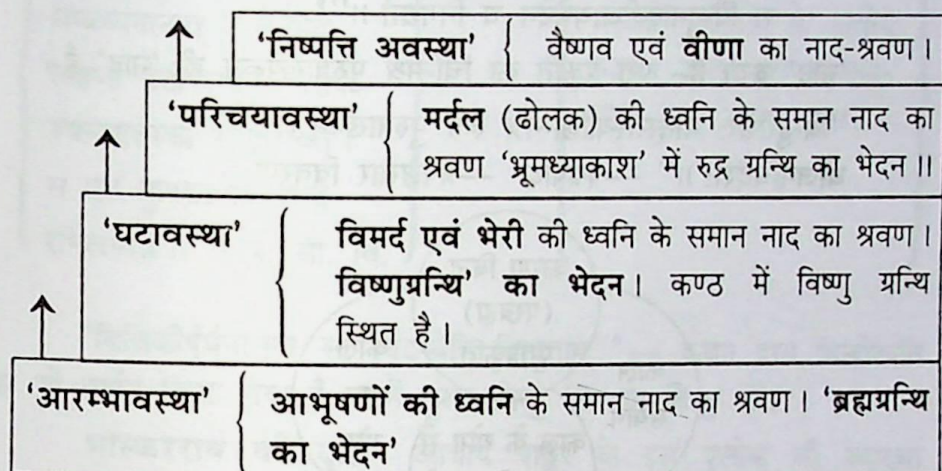 'निष्पत्ति अवस्था' { वैष्णव एवं वीणा का नाद-श्रवण।
'परिचयावस्था' { मर्दल (ढोलक) की ध्वनि के समान नाद का
श्रवण 'भ्रूमध्याकाश' में रुद्र ग्रन्थि का भेदन॥
'घटावस्था' { विमर्द एवं भेरी की ध्वनि के समान नाद का श्रवण।
विष्णुग्रन्थि' का भेदन। कण्ठ में विष्णु ग्रन्थि
स्थित है।
'आरम्भावस्था' { आभूषणों की ध्वनि के समान नाद का श्रवण। 'ब्रह्मग्रन्थि
का भेदन'